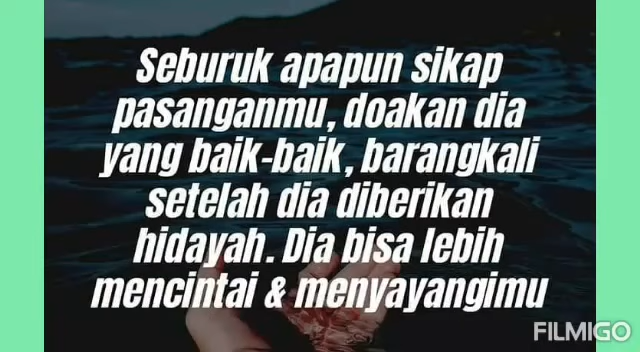 Seburuk apapun sikap
pasanganmu, doakan dia
yang baik-baik, barangkali
setelah dia diberikan
hidayah. Dia bisa lebih
mencintai & menyayangimu
FILMIGO